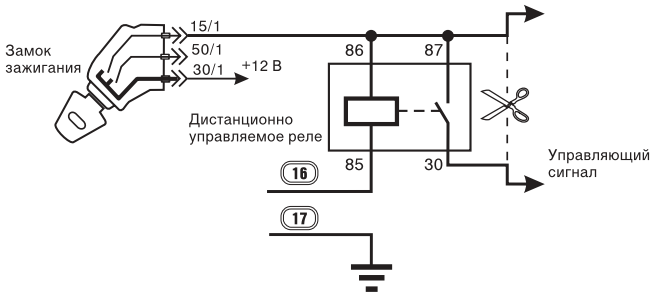 15/1
Замок
зажигания
50/1
30/1
+12 В
86
87
Дистанционно
управляемое реле
85
30
Управляющий
сигнал
16
17